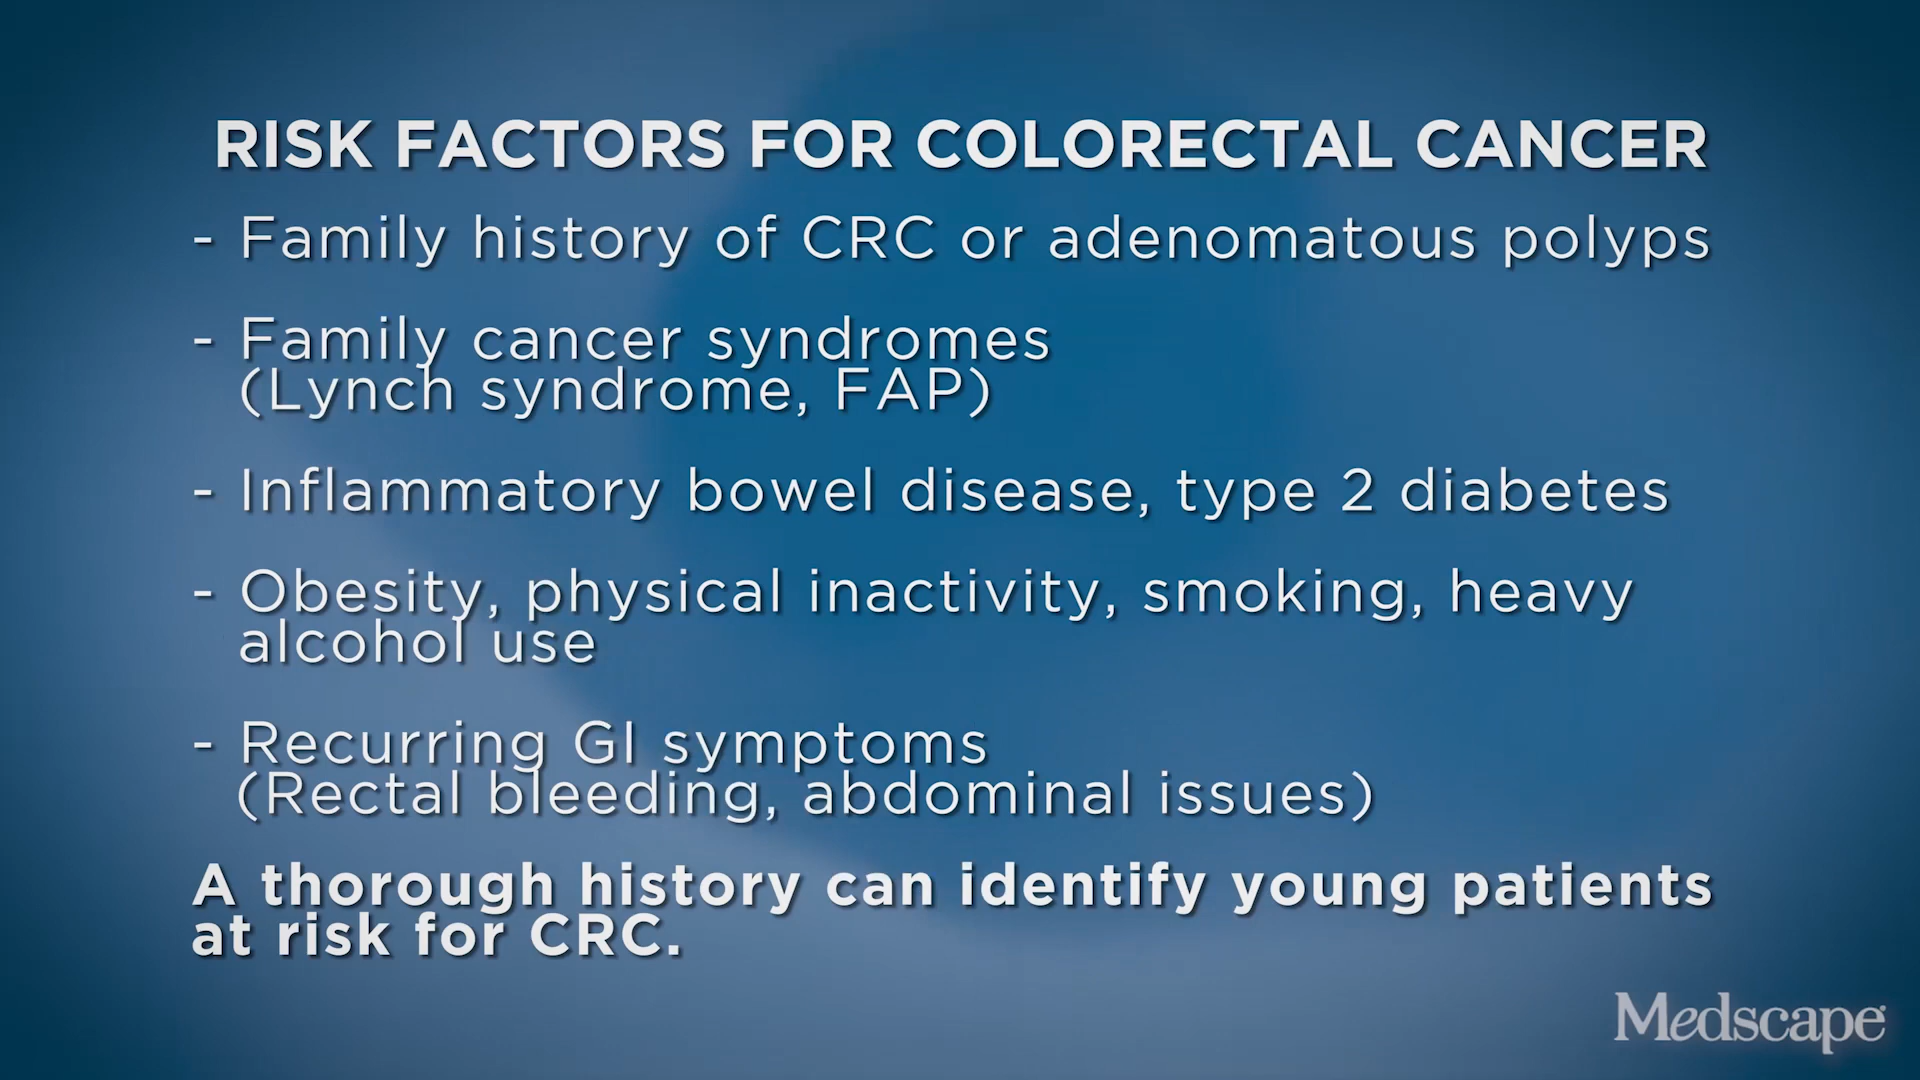 RISK FACTORS FOR COLORECTAL CANCER
- Family history of CRC or adenomatous polyps
- Family cancer syndromes
(Lynch syndrome, FAP)
- Inflammatory bowel disease, type 2 diabetes
- Obesity, physical inactivity, smoking, heavy
alcohol use
- Recurring GI symptoms
(Rectal bleeding, abdominal issues)
A thorough history can identify young patients
at risk for CRC.
Medscape